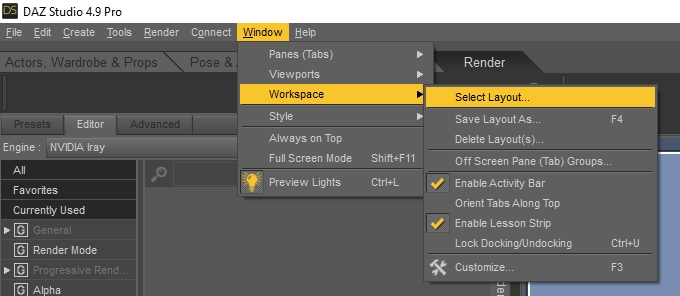 DAZ Studio 4.9 Pro
File Edit Create Tools Render Connect Window Help
Actors, Wardrobe & Props Pose & Render
Panes (Tabs)
Viewports
Workspace
Style
Always on Top
Full Screen Mode Shift+F11
Preview Lights Ctrl+L
Select Layout...
Save Layout As... F4
Delete Layout(s)...
Off Screen Pane (Tab) Groups...
Enable Activity Bar
Orient Tabs Along Top
Enable Lesson Strip
Lock Docking/Undocking Ctrl+U
Customize... F3
Presets Editor Advanced
Engine : NVIDIA Iray
All
Favorites
Currently Used
G General
G Render Mode
G Progressive Rend...
G Alpha